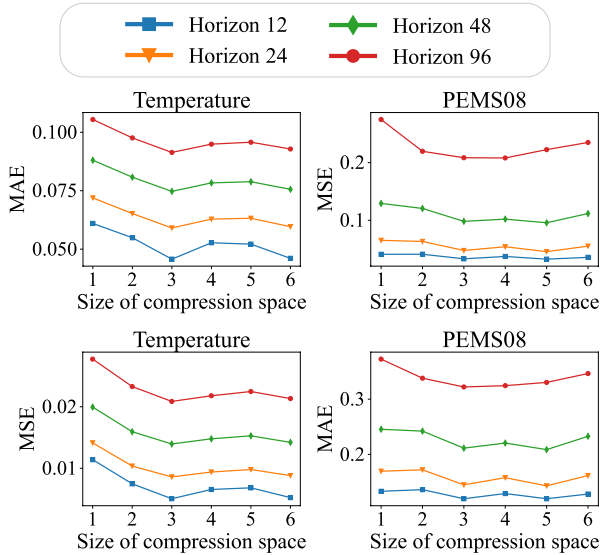 Horizon 12
Horizon 48
Horizon 24
Horizon 96
Temperature
MAE
0.100
0.075
0.050
1 2 3 4 5 6
Size of compression space
PEMS08
MSE
0.2
0.1
1 2 3 4 5 6
Size of compression space
Temperature
MSE
0.02
0.01
1 2 3 4 5 6
Size of compression space
PEMS08
MAE
0.3
0.2
1 2 3 4 5 6
Size of compression space